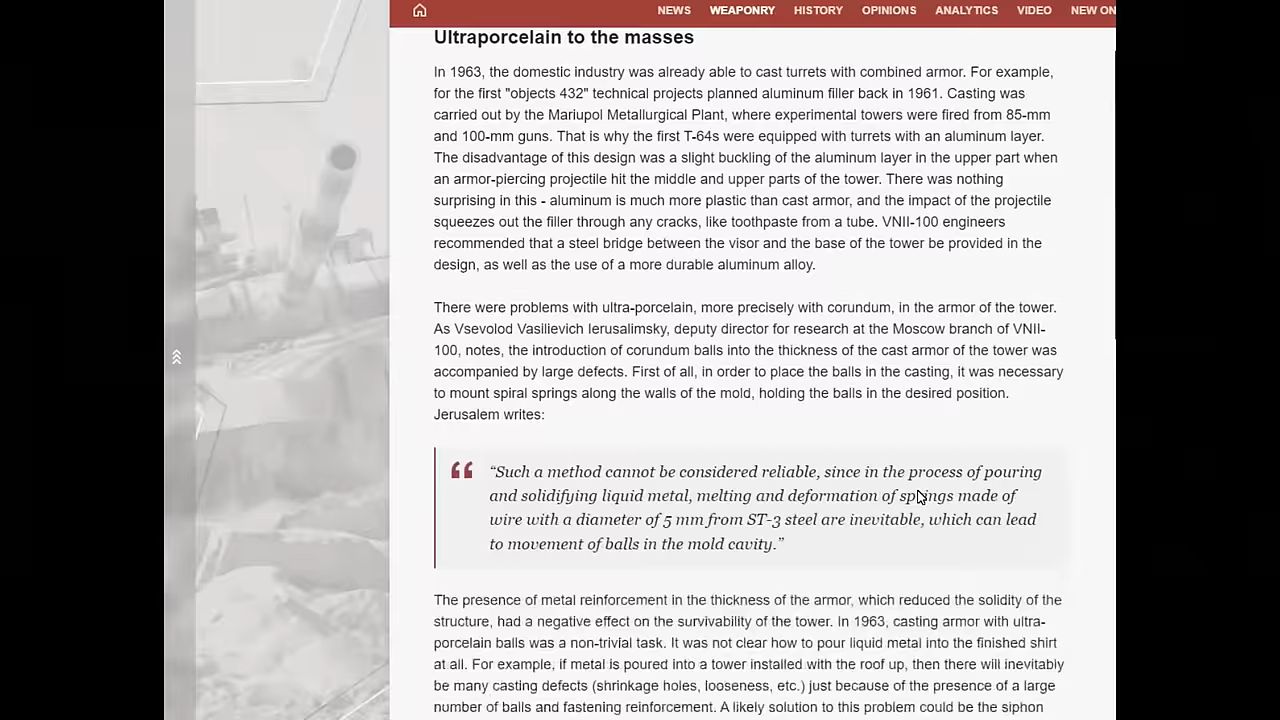 NEWS WEAPONRY HISTORY OPINIONS ANALYTICS VIDEO NEW ON
Ultraporcelain to the masses
In 1963, the domestic industry was already able to cast turrets with combined armor. For example,
for the first "objects 432" technical projects planned aluminum filler back in 1961. Casting was
carried out by the Mariupol Metallurgical Plant, where experimental towers were fired from 85-mm
and 100-mm guns. That is why the first T-64s were equipped with turrets with an aluminum layer.
The disadvantage of this design was a slight buckling of the aluminum layer in the upper part when
an armor-piercing projectile hit the middle and upper parts of the tower. There was nothing
surprising in this - aluminum is much more plastic than cast armor, and the impact of the projectile
squeezes out the filler through any cracks, like toothpaste from a tube. VNII-100 engineers
recommended that a steel bridge between the visor and the base of the tower be provided in the
design, as well as the use of a more durable aluminum alloy.
There were problems with ultra-porcelain, more precisely with corundum, in the armor of the tower.
As Vsevolod Vasilievich Ierusalimsky, deputy director for research at the Moscow branch of VNII-
100, notes, the introduction of corundum balls into the thickness of the cast armor of the tower was
accompanied by large defects. First of all, in order to place the balls in the casting, it was necessary
to mount spiral springs along the walls of the mold, holding the balls in the desired position.
Jerusalem writes:
“Such a method cannot be considered reliable, since in the process of pouring
and solidifying liquid metal, melting and deformation of springs made of
wire with a diameter of 5 mm from ST-3 steel are inevitable, which can lead
to movement of balls in the mold cavity.”
The presence of metal reinforcement in the thickness of the armor, which reduced the solidity of the
structure, had a negative effect on the survivability of the tower. In 1963, casting armor with ultra-
porcelain balls was a non-trivial task. It was not clear how to pour liquid metal into the finished shirt
at all. For example, if metal is poured into a tower installed with the roof up, then there will inevitably
be many casting defects (shrinkage holes, looseness, etc.) just because of the presence of a large
number of balls and fastening reinforcement. A likely solution to this problem could be the siphon